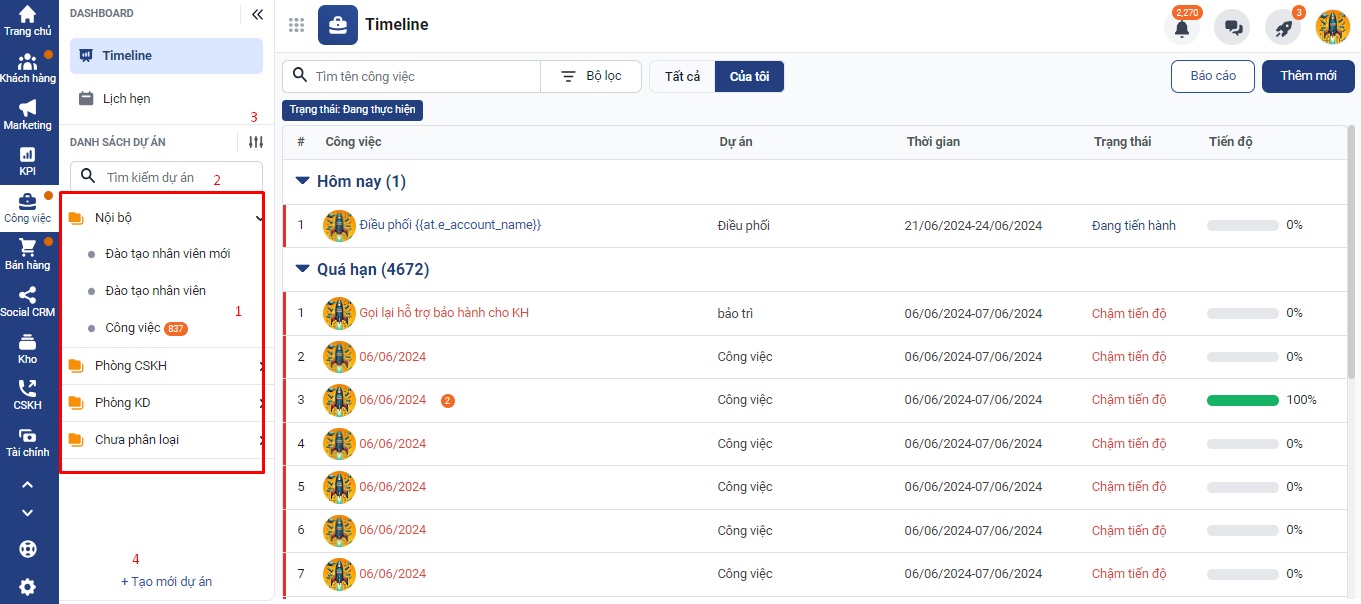 Trang chủ
Khách hàng
Marketing
KPI
Công việc
Bán hàng
Social CRM
Kho
CSKH
Tài chính
DASHBOARD
Timeline
Lịch hẹn
3
DANH SÁCH DỰ ÁN
Tìm kiếm dự án 2
Nội bộ
Đào tạo nhân viên mới
Đào tạo nhân viên
1
Công việc 837
Phòng CSKH
Phòng KD
Chưa phân loại
4
+ Tạo mới dự án
Timeline
2,270
3
Tìm tên công việc
Bộ lọc
Tất cả
Của tôi
Báo cáo
Thêm mới
Trạng thái: Đang thực hiện
# Công việc Dự án Thời gian Trạng thái Tiến độ
Hôm nay (1)
1 Điều phối {{at.e_account_name}} Điều phối 21/06/2024-24/06/2024 Đang tiến hành 0%
Quá hạn (4672)
1 Gọi lại hỗ trợ bảo hành cho KH bảo trì 06/06/2024-07/06/2024 Chậm tiến độ 0%
2 06/06/2024 Công việc 06/06/2024-07/06/2024 Chậm tiến độ 0%
3 06/06/2024 2 Công việc 06/06/2024-07/06/2024 Chậm tiến độ 100%
4 06/06/2024 Công việc 06/06/2024-07/06/2024 Chậm tiến độ 0%
5 06/06/2024 Công việc 06/06/2024-07/06/2024 Chậm tiến độ 0%
6 06/06/2024 Công việc 06/06/2024-07/06/2024 Chậm tiến độ 0%
7 06/06/2024 Công việc 06/06/2024-07/06/2024 Chậm tiến độ 0%